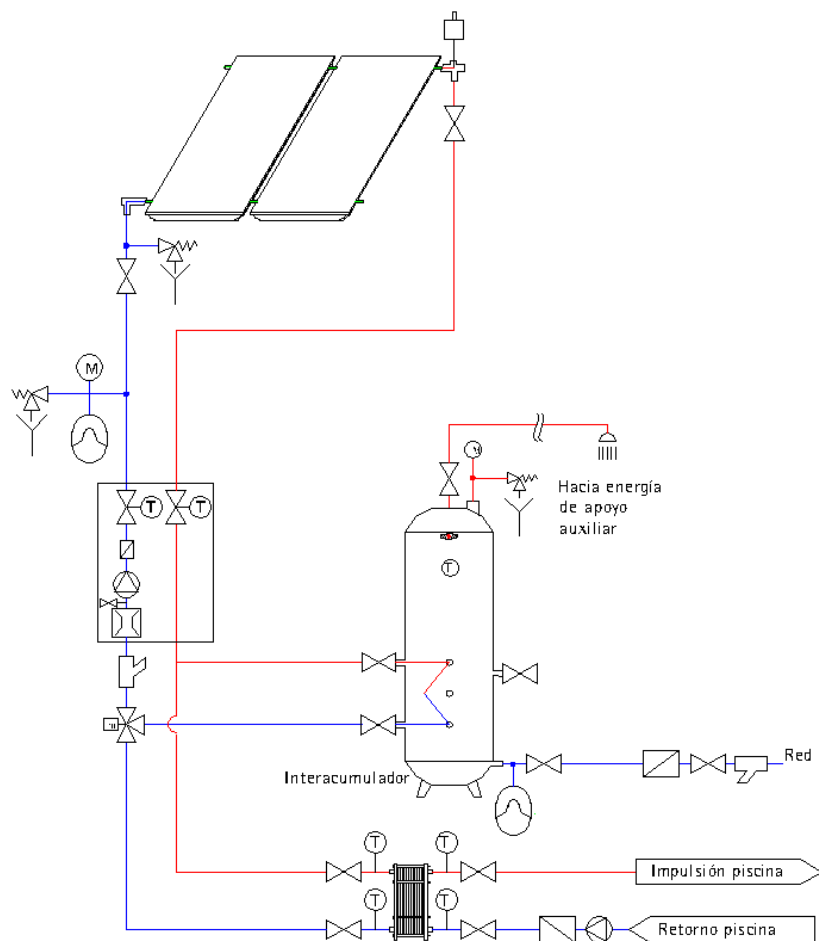 M
M
Hacia energía
de apoyo
auxiliar
T
T
T
Red
Interacumulador
T
T
Impulsión piscina
T
T
Retorno piscina